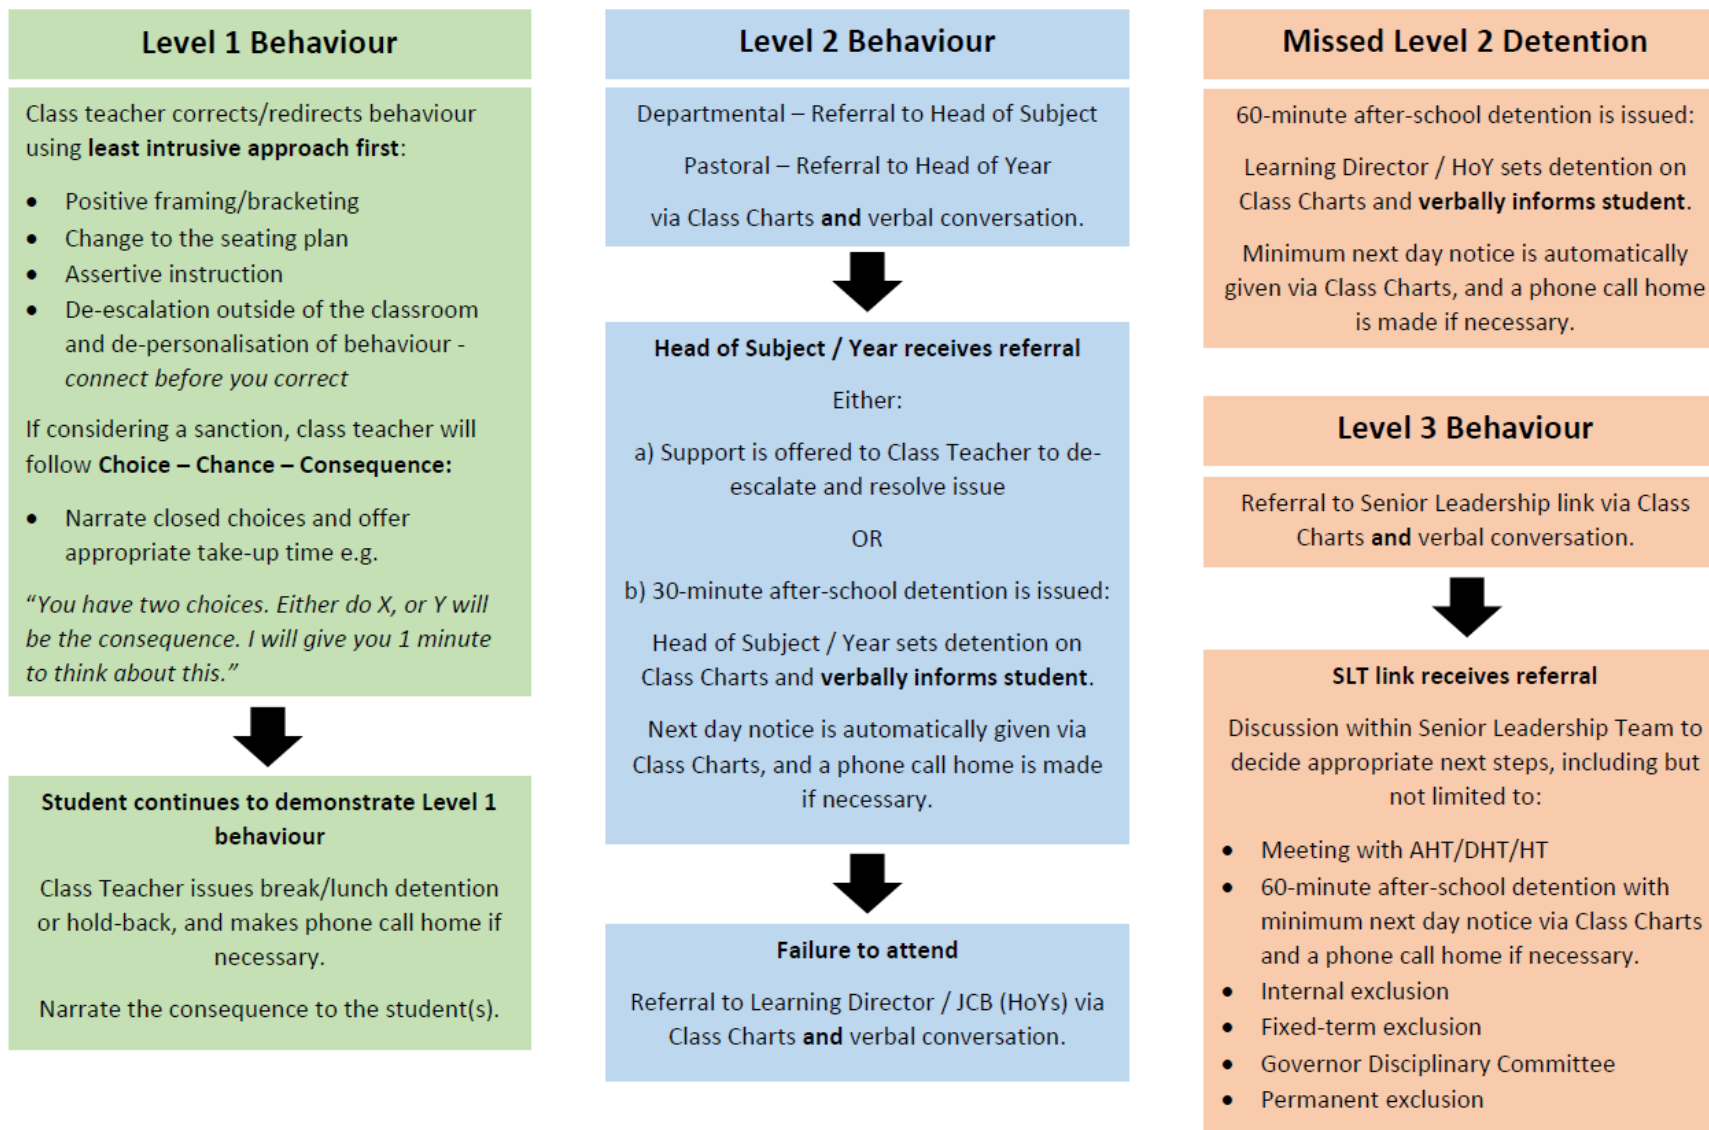 Level 1 Behaviour
Class teacher corrects/redirects behaviour
using least intrusive approach first:
• Positive framing/bracketing
• Change to the seating plan
• Assertive instruction
• De-escalation outside of the classroom
and de-personalisation of behaviour -
connect before you correct
If considering a sanction, class teacher will
follow Choice – Chance – Consequence:
• Narrate closed choices and offer
appropriate take-up time e.g.
“You have two choices. Either do X, or Y will
be the consequence. I will give you 1 minute
to think about this.”
Student continues to demonstrate Level 1
behaviour
Class Teacher issues break/lunch detention
or hold-back, and makes phone call home if
necessary.
Narrate the consequence to the student(s).
Level 2 Behaviour
Departmental – Referral to Head of Subject
Pastoral – Referral to Head of Year
via Class Charts and verbal conversation.
Head of Subject / Year receives referral
Either:
a) Support is offered to Class Teacher to de-
escalate and resolve issue
OR
b) 30-minute after-school detention is issued:
Head of Subject / Year sets detention on
Class Charts and verbally informs student.
Next day notice is automatically given via
Class Charts, and a phone call home is made
if necessary.
Failure to attend
Referral to Learning Director / JCB (HoYs) via
Class Charts and verbal conversation.
Missed Level 2 Detention
60-minute after-school detention is issued:
Learning Director / HoY sets detention on
Class Charts and verbally informs student.
Minimum next day notice is automatically
given via Class Charts, and a phone call home
is made if necessary.
Level 3 Behaviour
Referral to Senior Leadership link via Class
Charts and verbal conversation.
SLT link receives referral
Discussion within Senior Leadership Team to
decide appropriate next steps, including but
not limited to:
• Meeting with AHT/DHT/HT
• 60-minute after-school detention with
minimum next day notice via Class Charts
and a phone call home if necessary.
• Internal exclusion
• Fixed-term exclusion
• Governor Disciplinary Committee
• Permanent exclusion